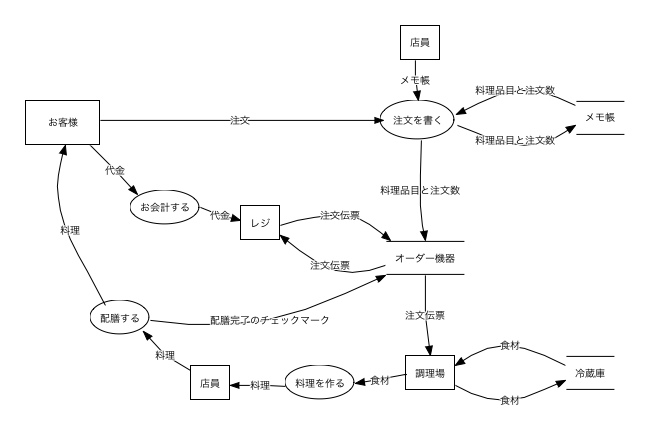 店員
メモ帳
料理品目と注文数
お客様
注文
注文を書く
メモ帳
料理品目と注文数
代金
料理品目と注文数
お会計する
代金
レジ
注文伝票
料理
注文伝票
オーダー機器
配膳する
配膳完了のチェックマーク
注文伝票
料理
食材
店員
料理
料理を作る
食材
調理場
冷蔵庫
食材